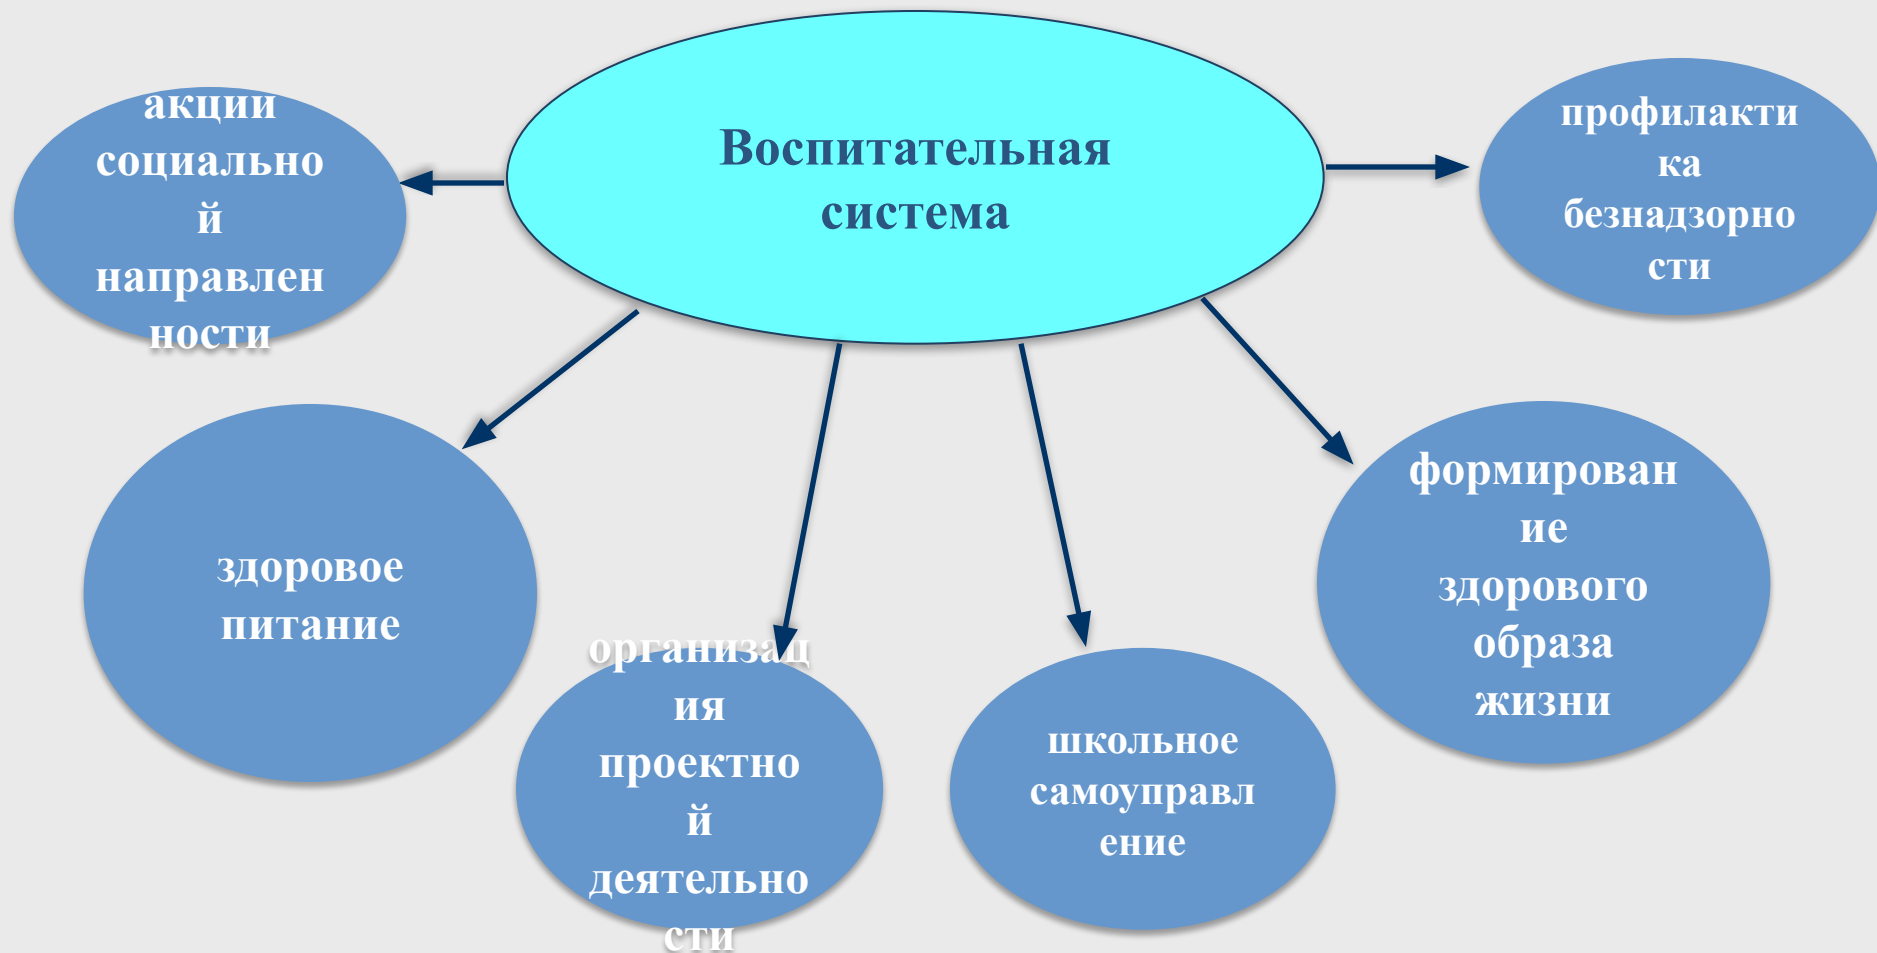 Воспитательная
система
акции
социально
й
направлен
ности
профилакти
ка
безнадзорно
сти
здоровое
питание
организац
ия
проектно
й
деятельно
сти
школьное
самоуправл
ение
формирован
ие
здорового
образа
жизни